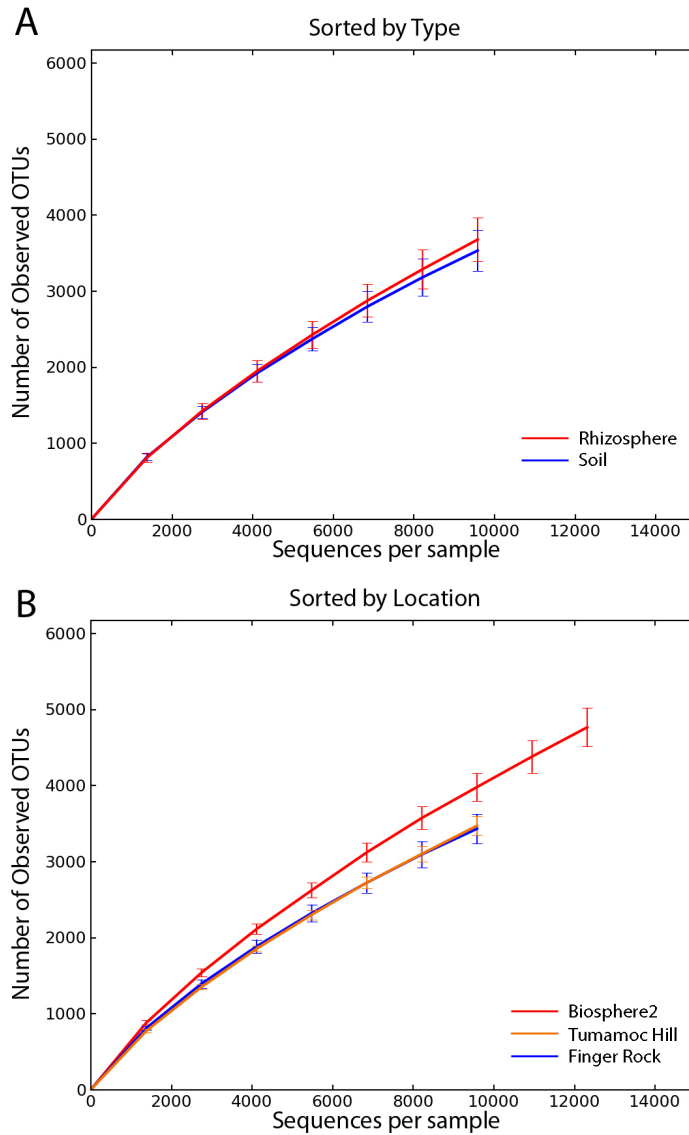 A
Sorted by Type
6000
5000
4000
3000
2000
1000
0
Number of Observed OTUs
Rhizosphere
Soil
0 2000 4000 6000 8000 10000 12000 14000
Sequences per sample
B
Sorted by Location
6000
5000
4000
3000
2000
1000
0
Number of Observed OTUs
Biosphere2
Tumamoc Hill
Finger Rock
0 2000 4000 6000 8000 10000 12000 14000
Sequences per sample